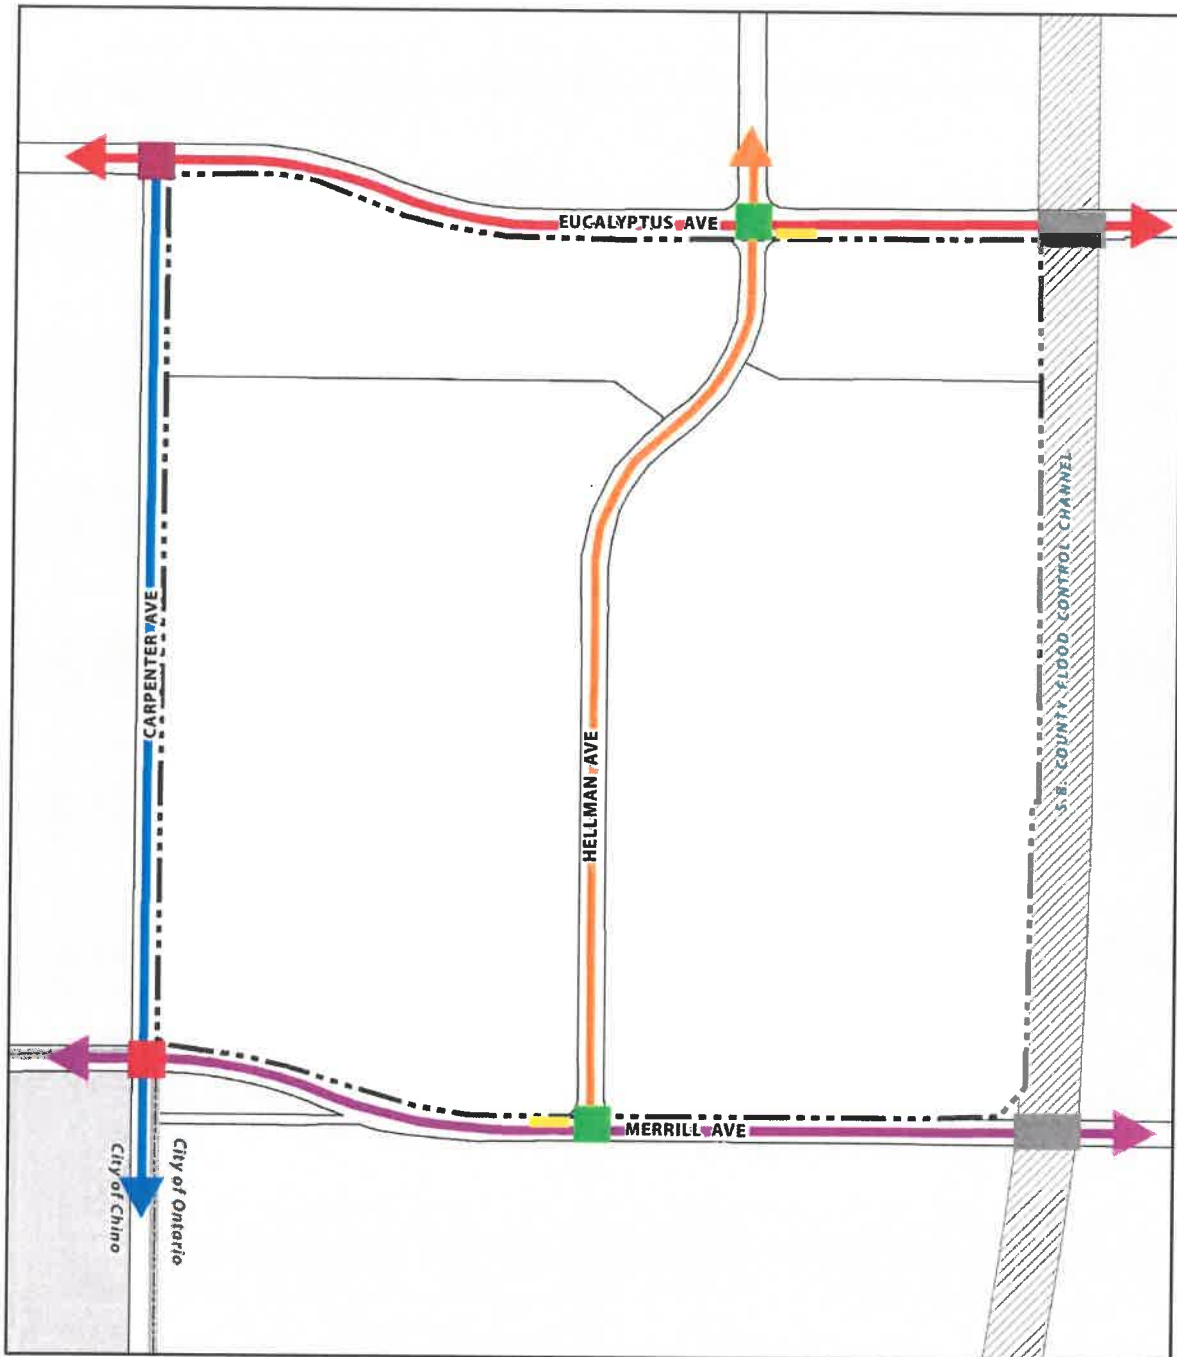 EUCALYPTUS AVE
S.B. COUNTY FLOOD CONTROL CHANNEL
CARPENTER AVE
HELLMAN AVE
MERRILL AVE
City of Ontario
City of Chino